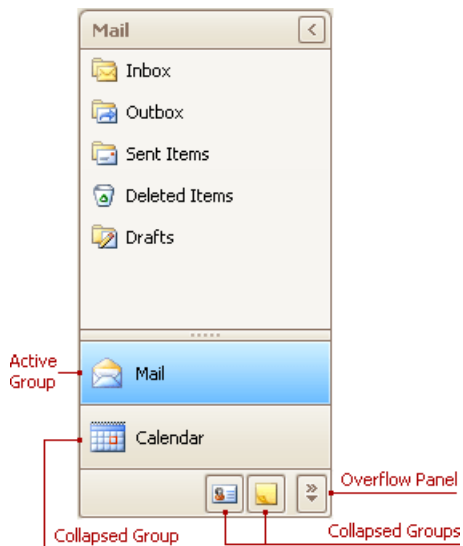 Mail
Inbox
Outbox
Sent Items
Deleted Items
Drafts
Active
Group
Mail
Calendar
Overflow Panel
Collapsed Group
Collapsed Groups